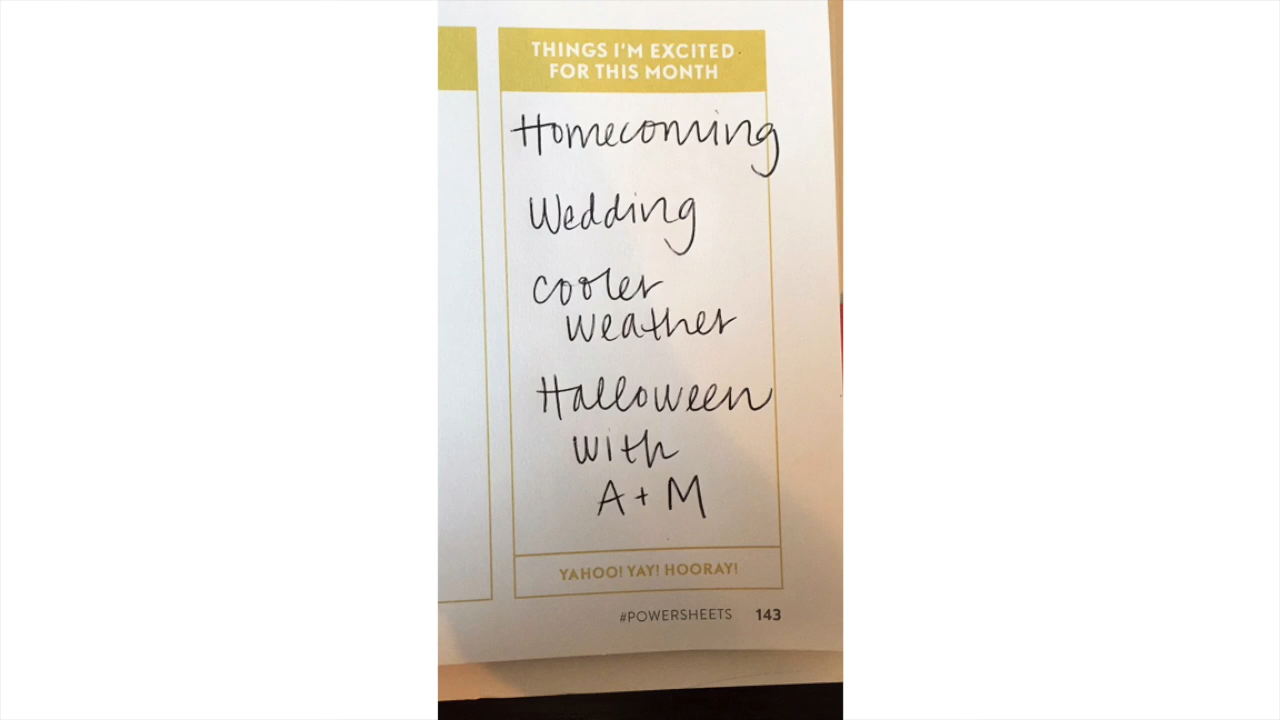 THINGS I'M EXCITED
FOR THIS MONTH
Homecoming
Wedding
cooler
weather
Halloween
with
A + M
YAHOO! YAY! HOORAY!
#POWERSHEETS 143